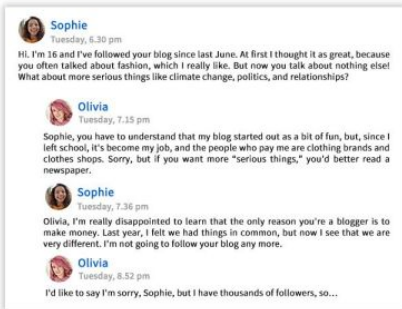 Sophie
Tuesday, 6.30 pm
Hi. I'm 16 and I've followed your blog since last June. At first I thought it as great, because
you often talked about fashion, which I really like. But now you talk about nothing else!
What about more serious things like climate change, politics, and relationships?
Olivia
Tuesday, 7.15 pm
Sophie, you have to understand that my blog started out as a bit of fun, but, since I
left school, it's become my job, and the people who pay me are clothing brands and
clothes shops. Sorry, but if you want more “serious things,” you'd better read a
newspaper.
Sophie
Tuesday, 7.36 pm
Olivia, I'm really disappointed to learn that the only reason you're a blogger is to
make money. Last year, I felt we had things in common, but now I see that we are
very different. I'm not going to follow your blog any more.
Olivia
Tuesday, 8.52 pm
I'd like to say I'm sorry, Sophie, but I have thousands of followers, so...